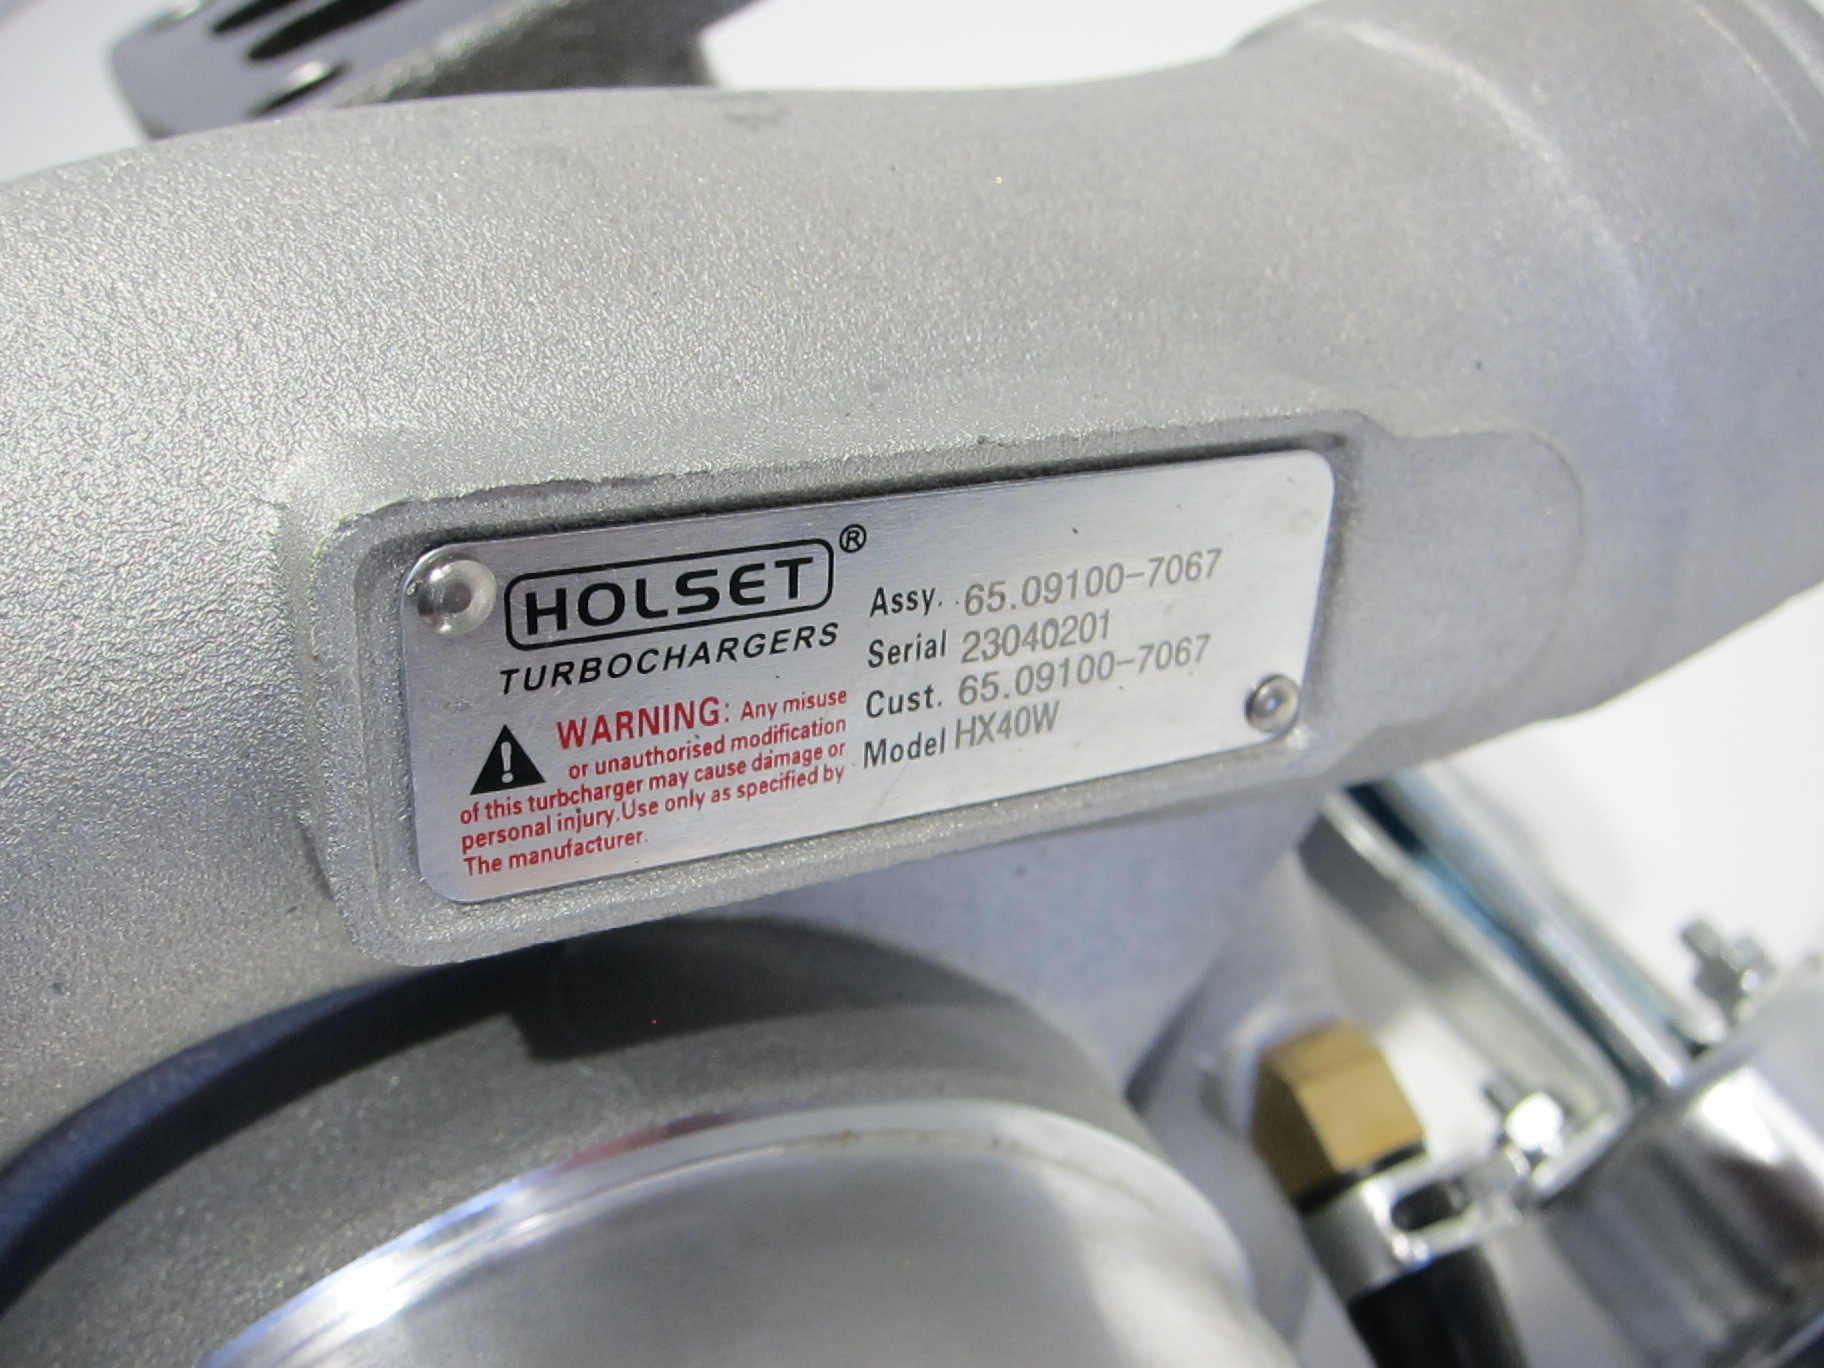 HOLSET®
TURBOCHARGERS
WARNING: Any misuse
or unauthorised modification
of this turbcharger may cause damage or
personal injury.Use only as specified by
The manufacturer.
Assy. 65.09100-7067
Serial 23040201
Cust. 65.09100-7067
Model HX40W